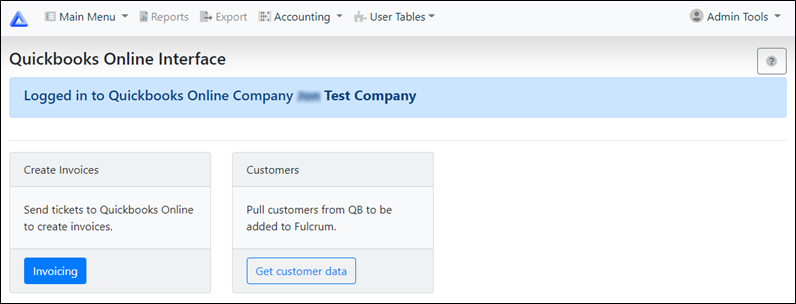 Main Menu Reports Export Accounting User Tables Admin Tools
Quickbooks Online Interface
?
Logged in to Quickbooks Online Company Test Company
Create Invoices
Send tickets to Quickbooks Online
to create invoices.
Invoicing
Customers
Pull customers from QB to be
added to Fulcrum.
Get customer data